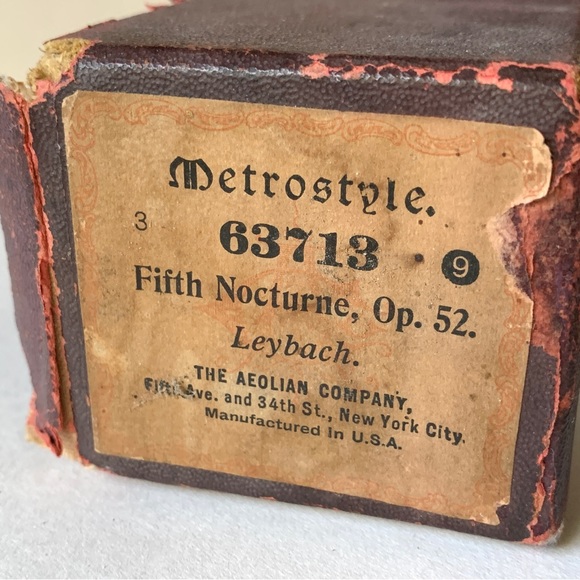 Metrostyle.
3 63713 9
Fifth Nocturne, Op. 52.
Leybach.
THE AEOLIAN COMPANY,
Fifth Ave. and 34th St., New York City.
Manufactured in U.S.A.